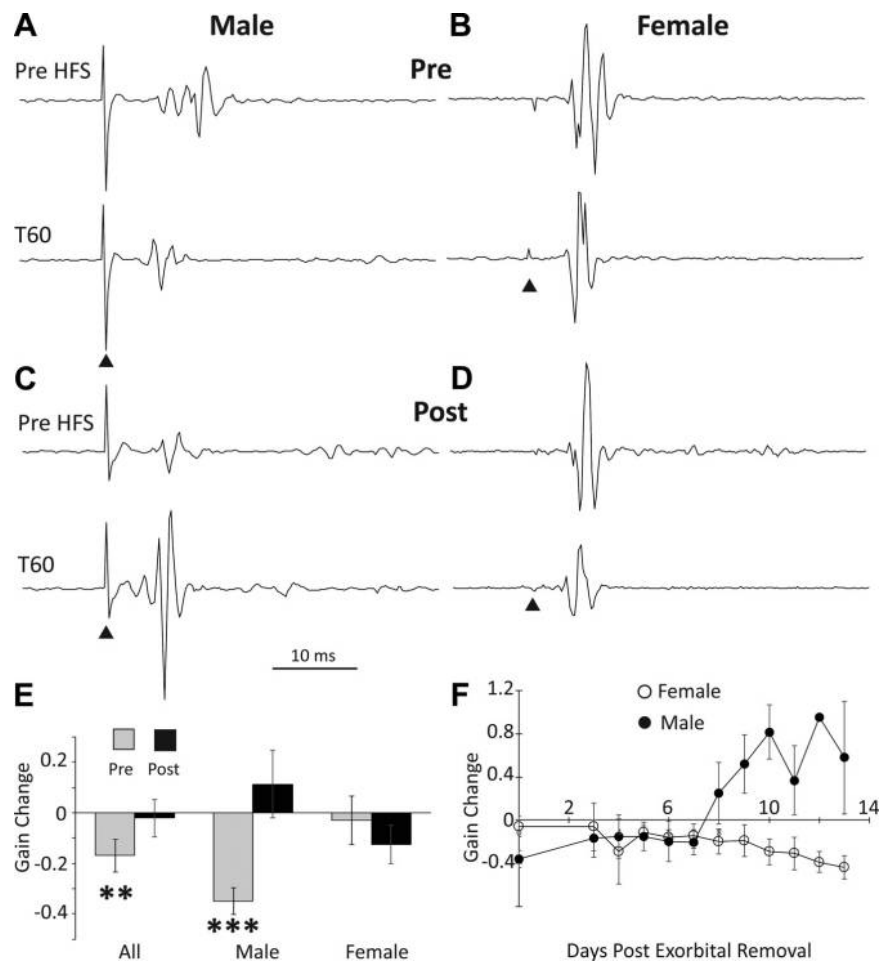 A Male B Female
Pre HFS Pre
T60
C D
Pre HFS Post
T60
10 ms
E F
0.2
0
-0.2
-0.4
Gain Change
Pre Post
**
***
All Male Female
1.2
0.8
0.4
0
-0.4
Gain Change
Female
Male
2 6 10 14
Days Post Exorbital Removal